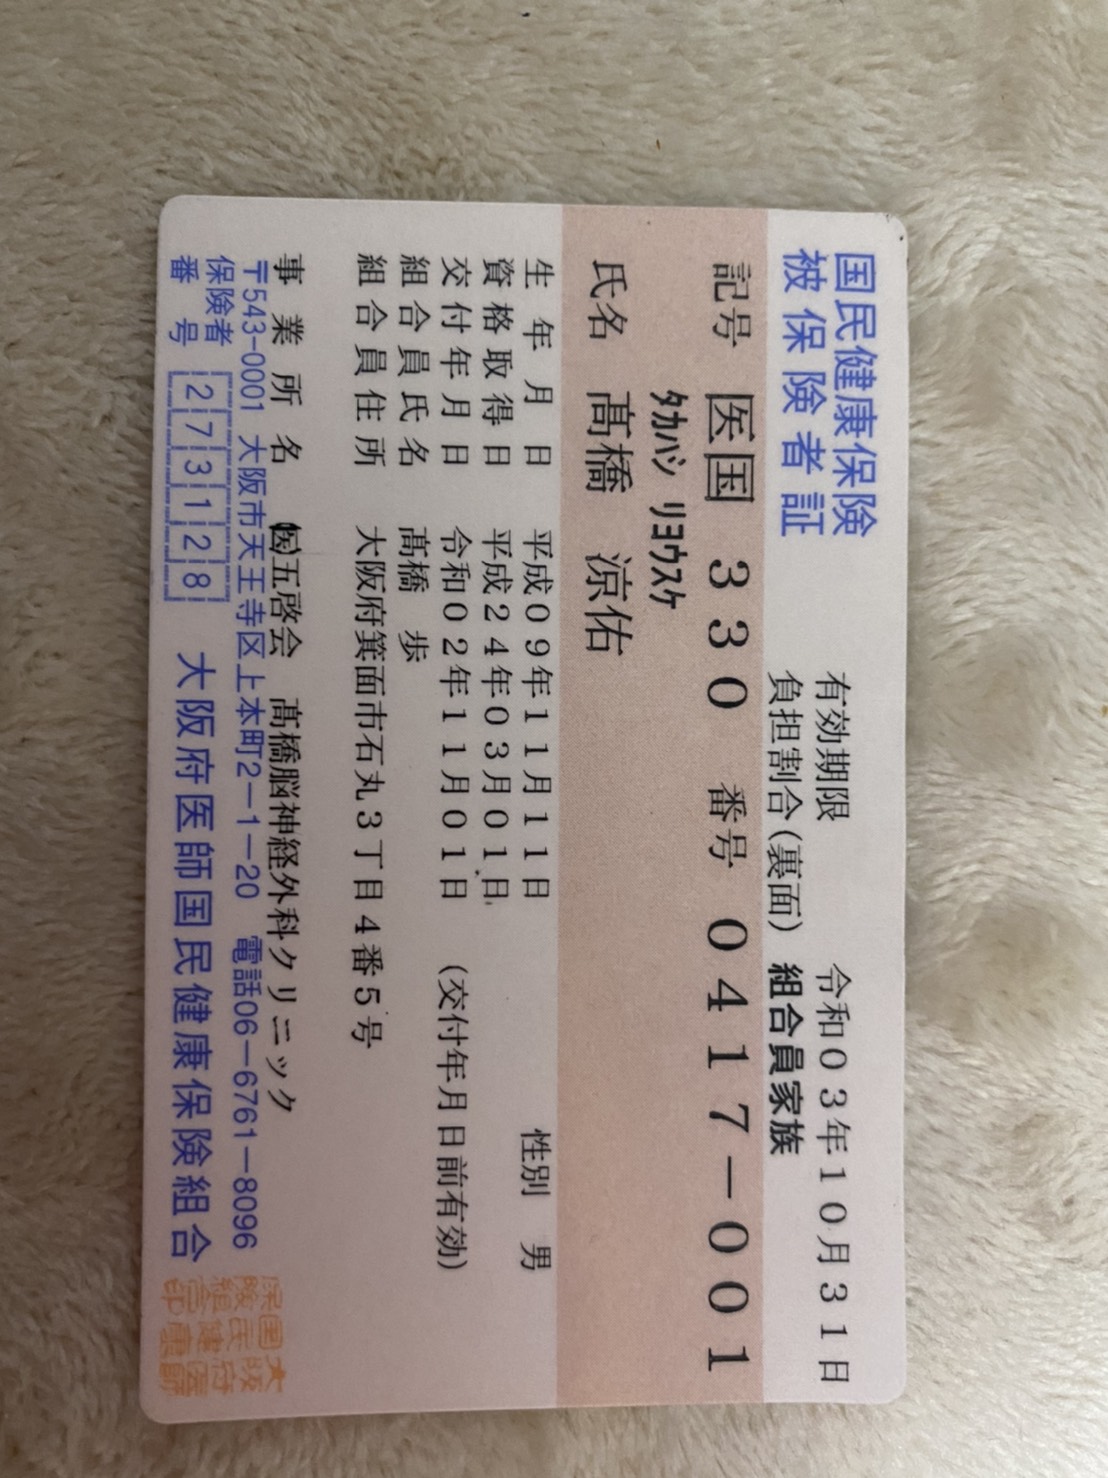 国民健康保険
被保険者証
有効期限 令和03年10月31日
負担割合(裏面) 組合員家族
記号 医国 330 番号 0417-001
タカハシ リヨウスケ
氏名 髙橋 涼佑
生年月日 平成09年11月11日 性別 男
資格取得日 平成24年03月01日
交付年月日 令和02年11月01日 (交付年月日前有効)
組合員氏名 髙橋 歩
組合員住所 大阪府箕面市石丸3丁目4番5号
事業所名 ㈩五啓会 髙橋脳神経外科クリニック
〒543-0001 大阪市天王寺区上本町2-1-20 電話06-6761-8096
保険者番号 273128 大阪府医師国民健康保険組合